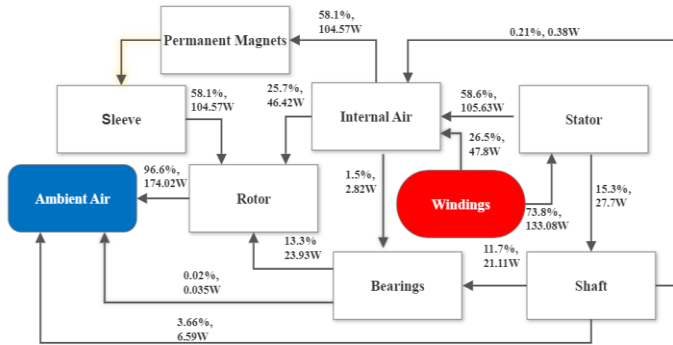 58.1%,
104.57W
0.21%, 0.38W
Permanent Magnets
58.1%,
104.57W
25.7%,
46.42W
58.6%,
105.63W
Sleeve
Internal Air
Stator
26.5%,
47.8W
96.6%,
174.02W
1.5%,
2.82W
15.3%,
27.7W
Ambient Air
Rotor
Windings
73.8%,
133.08W
13.3%
23.93W
11.7%,
21.11W
0.02%,
0.035W
Bearings
Shaft
3.66%,
6.59W